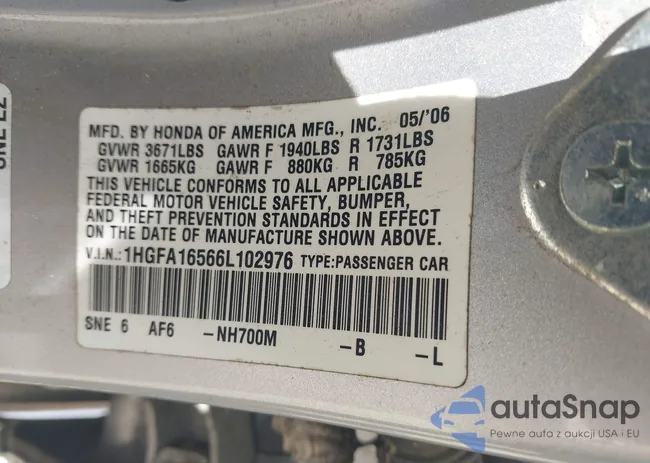 MFD. BY HONDA OF AMERICA MFG., INC. 05/'06
GVWR 3671LBS GAWR F 1940LBS R 1731LBS
GVWR 1665KG GAWR F 880KG R 785KG
THIS VEHICLE CONFORMS TO ALL APPLICABLE
FEDERAL MOTOR VEHICLE SAFETY, BUMPER,
AND THEFT PREVENTION STANDARDS IN EFFECT
ON THE DATE OF MANUFACTURE SHOWN ABOVE.
V.I.N.:1HGFA16566L102976 TYPE:PASSENGER CAR
SNE 6 AF6 -NH700M -B -L
autaSnap
Pewne auta z aukcji USA i EU